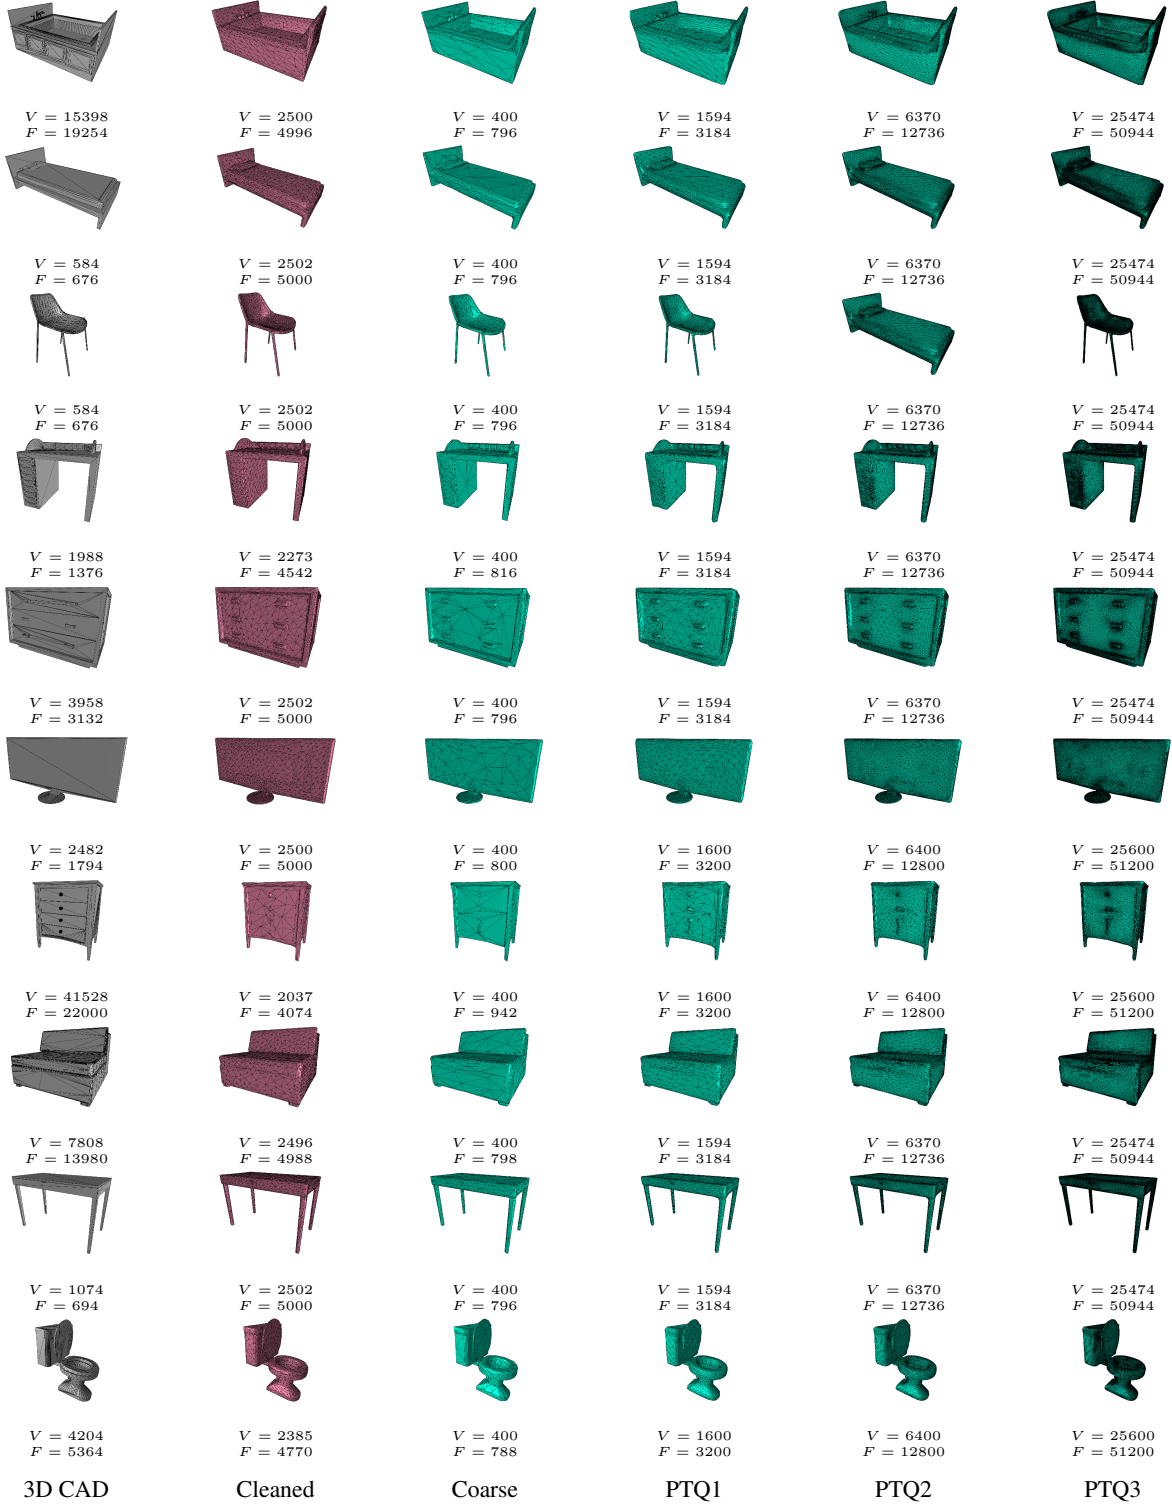 V = 15398 V = 2500 V = 400 V = 1594 V = 6370 V = 25474
F = 19254 F = 4996 F = 796 F = 3184 F = 12736 F = 50944
V = 584 V = 2502 V = 400 V = 1594 V = 6370 V = 25474
F = 676 F = 5000 F = 796 F = 3184 F = 12736 F = 50944
V = 584 V = 2502 V = 400 V = 1594 V = 6370 V = 25474
F = 676 F = 5000 F = 796 F = 3184 F = 12736 F = 50944
V = 1988 V = 2273 V = 400 V = 1594 V = 6370 V = 25474
F = 1376 F = 4542 F = 816 F = 3184 F = 12736 F = 50944
V = 3958 V = 2502 V = 400 V = 1594 V = 6370 V = 25474
F = 3132 F = 5000 F = 796 F = 3184 F = 12736 F = 50944
V = 2482 V = 2500 V = 400 V = 1600 V = 6400 V = 25600
F = 1794 F = 5000 F = 800 F = 3200 F = 12800 F = 51200
V = 41528 V = 2037 V = 400 V = 1600 V = 6400 V = 25600
F = 22000 F = 4074 F = 942 F = 3200 F = 12800 F = 51200
V = 7808 V = 2496 V = 400 V = 1594 V = 6370 V = 25474
F = 13980 F = 4988 F = 798 F = 3184 F = 12736 F = 50944
V = 1074 V = 2502 V = 400 V = 1594 V = 6370 V = 25474
F = 694 F = 5000 F = 796 F = 3184 F = 12736 F = 50944
V = 4204 V = 2385 V = 400 V = 1600 V = 6400 V = 25600
F = 5364 F = 4770 F = 788 F = 3200 F = 12800 F = 51200
3D CAD Cleaned Coarse PTQ1 PTQ2 PTQ3